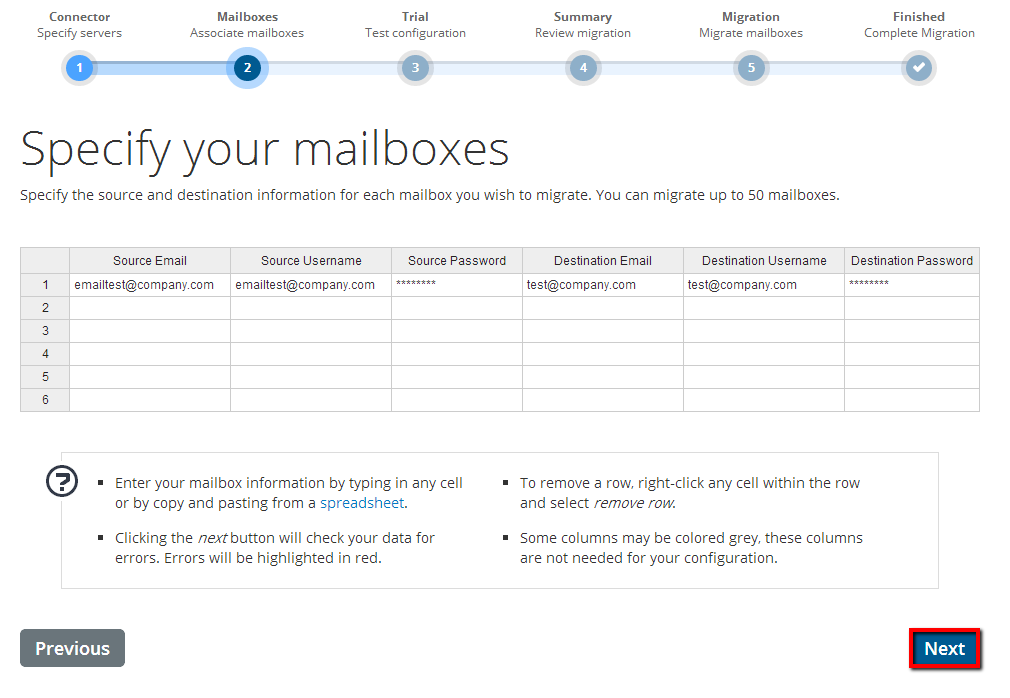 Connector Mailboxes Trial Summary Migration Finished
Specify servers Associate mailboxes Test configuration Review migration Migrate mailboxes Complete Migration
1 2 3 4 5
Specify your mailboxes
Specify the source and destination information for each mailbox you wish to migrate. You can migrate up to 50 mailboxes.
Source Email Source Username Source Password Destination Email Destination Username Destination Password
1 emailtest@company.com emailtest@company.com ******** test@company.com test@company.com ********
2
3
4
5
6
?
▪ Enter your mailbox information by typing in any cell
or by copy and pasting from a spreadsheet.
▪ Clicking the next button will check your data for
errors. Errors will be highlighted in red.
▪ To remove a row, right-click any cell within the row
and select remove row.
▪ Some columns may be colored grey, these columns
are not needed for your configuration.
Previous Next